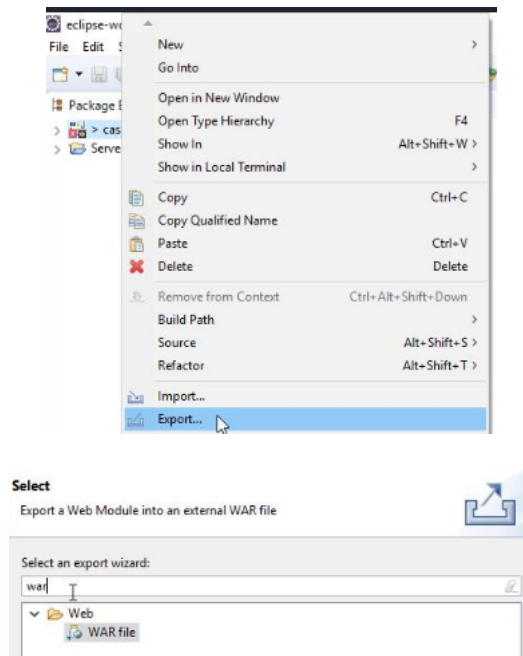 eclipse-wo
File Edit S
Package E
> > cas
> Serve
New >
Go Into
Open in New Window
Open Type Hierarchy F4
Show In Alt+Shift+W >
Show in Local Terminal >
Copy Ctrl+C
Copy Qualified Name
Paste Ctrl+V
Delete Delete
Remove from Context Ctrl+Alt+Shift+Down
Build Path >
Source Alt+Shift+S >
Refactor Alt+Shift+T >
Import...
Export...
Select
Export a Web Module into an external WAR file
Select an export wizard:
war
Web
WAR file